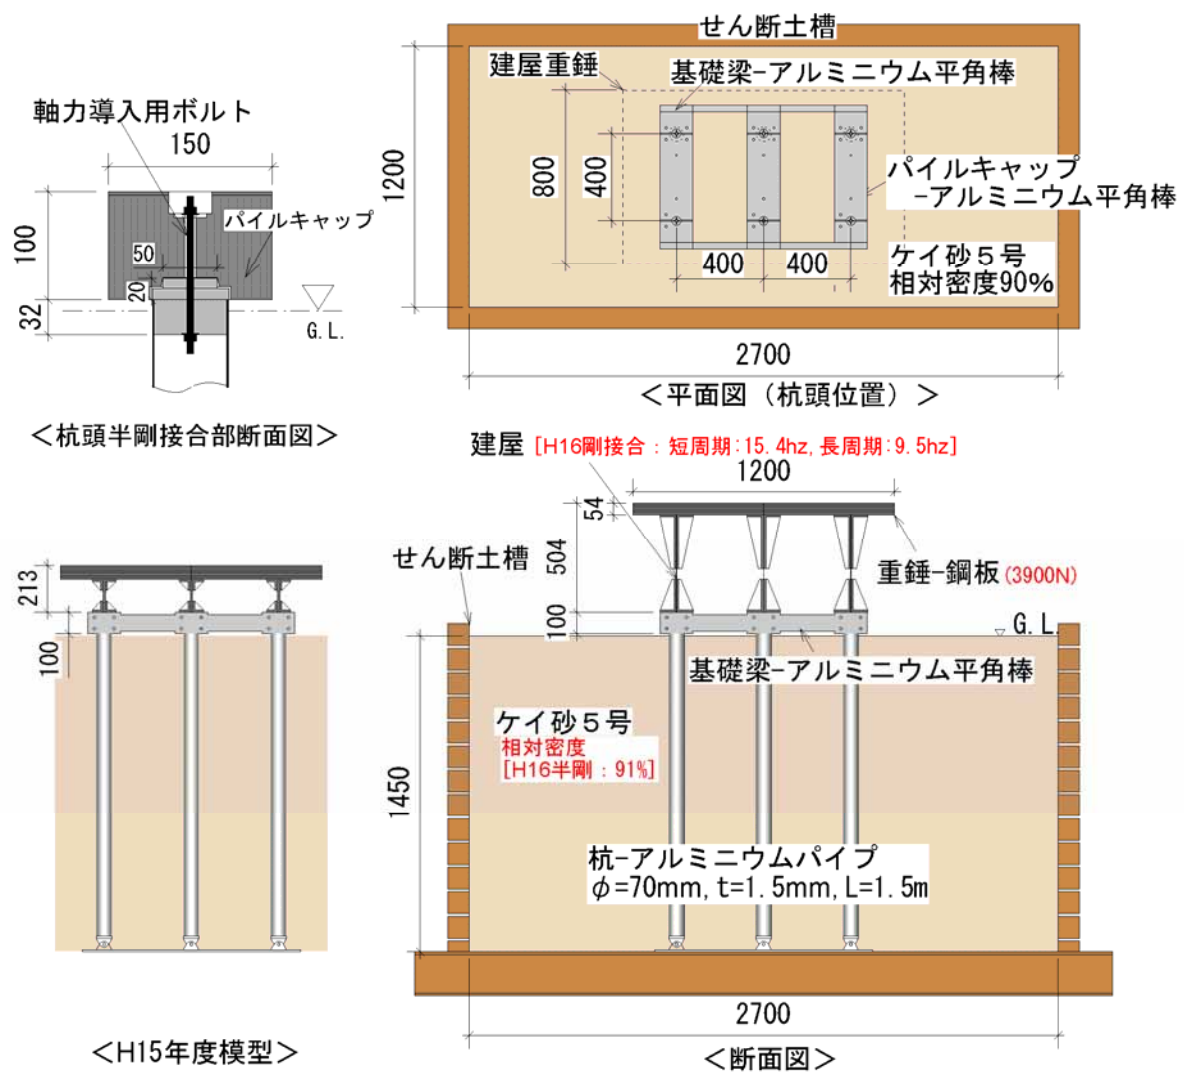 せん断土槽
建屋重錘
基礎梁-アルミニウム平角棒
軸力導入用ボルト
150
パイルキャップ
50
100
20
32
G.L.
<杭頭半剛接合部断面図>
1200
800
400
パイルキャップ
-アルミニウム平角棒
400
400
ケイ砂5号
相対密度90%
2700
<平面図(杭頭位置)>
建屋 [H16剛接合:短周期:15.4hz,長周期:9.5hz]
1200
54
504
100
せん断土槽
重錘-鋼板(3900N)
G.L.
基礎梁-アルミニウム平角棒
213
100
ケイ砂5号
相対密度
[H16半剛:91%]
1450
杭-アルミニウムパイプ
φ=70mm,t=1.5mm,L=1.5m
2700
<H15年度模型>
<断面図>